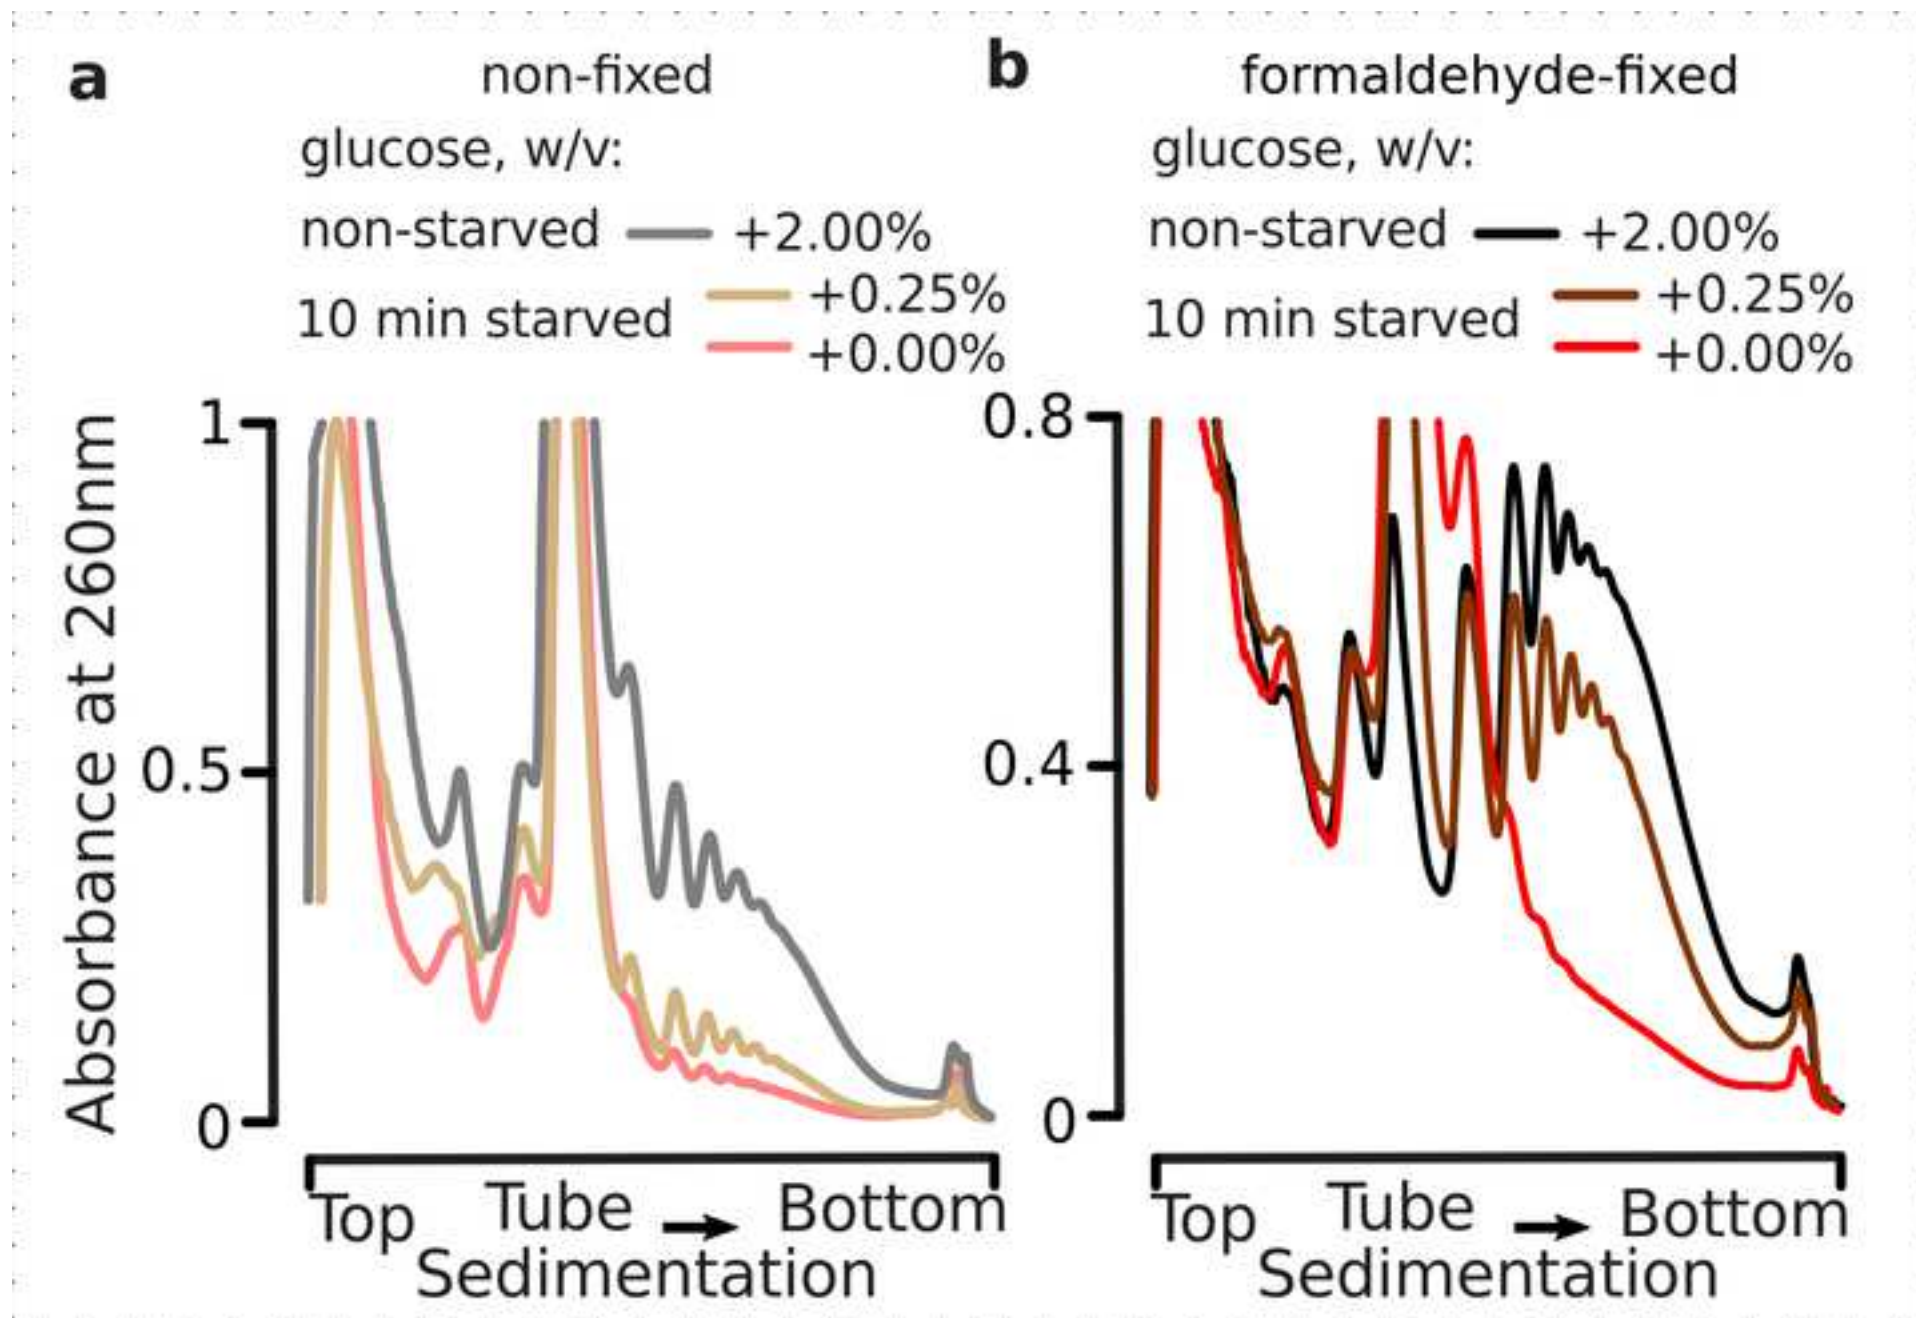 a
non-fixed
glucose, w/v:
non-starved
+2.00%
10 min starved
+0.25%
+0.00%
Absorbance at 260nm
1
0.5
0
Top
Tube
Bottom
Sedimentation
b
formaldehyde-fixed
glucose, w/v:
non-starved
+2.00%
10 min starved
+0.25%
+0.00%
0.8
0.4
0
Top
Tube
Bottom
Sedimentation